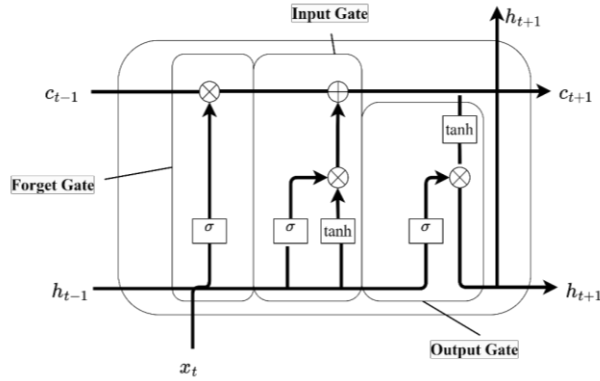 Input Gate
h_{t+1}
c_{t-1}
c_{t+1}
tanh
Forget Gate
σ
σ
tanh
σ
h_{t-1}
h_{t+1}
Output Gate
x_t